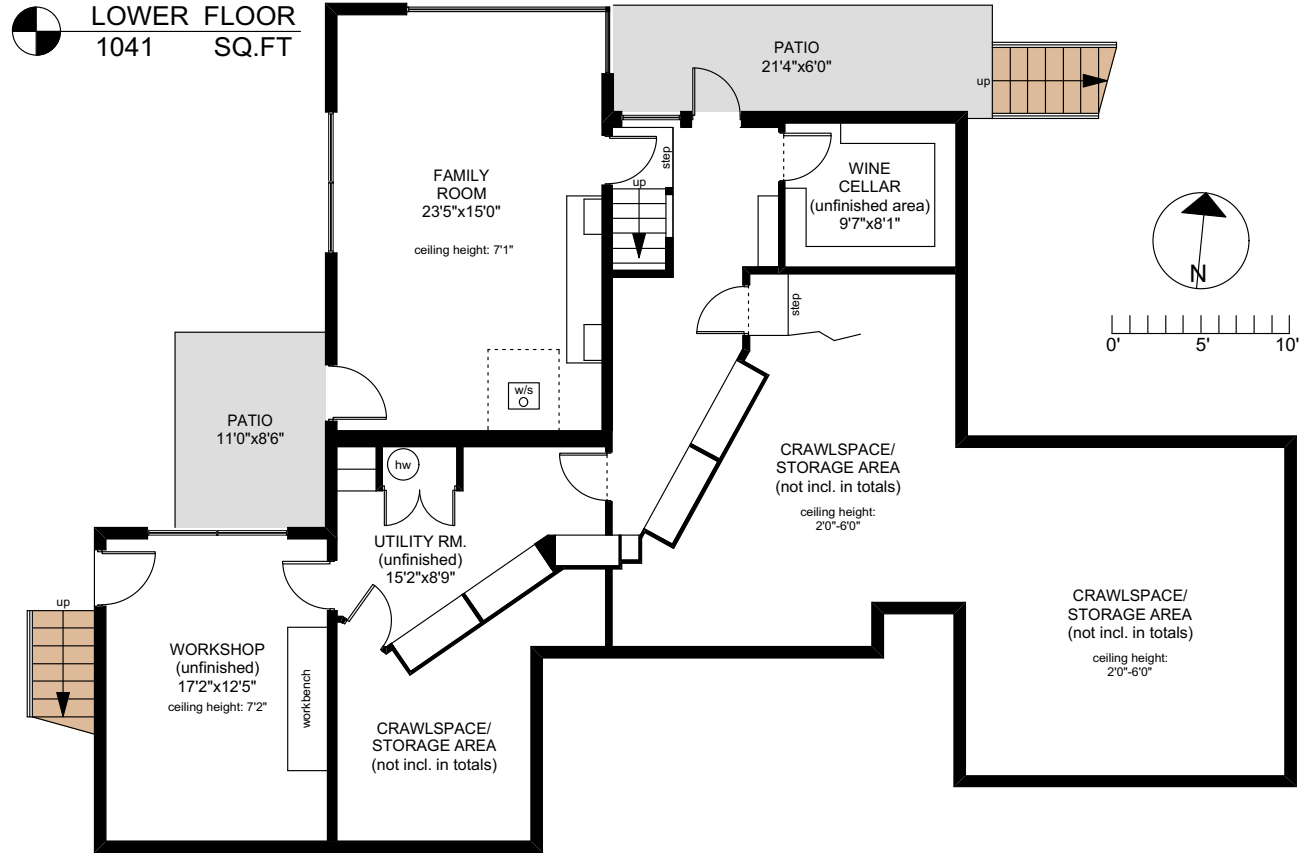 LOWER FLOOR
1041 SQ.FT
PATIO
21'4"x6'0"
up
FAMILY
ROOM
23'5"x15'0"
ceiling height: 7'1"
step
up
WINE
CELLAR
(unfinished area)
9'7"x8'1"
N
0' 5' 10'
step
w/s
PATIO
11'0"x8'6"
hw
CRAWLSPACE/
STORAGE AREA
(not incl. in totals)
ceiling height:
2'0"-6'0"
UTILITY RM.
(unfinished)
15'2"x8'9"
up
WORKSHOP
(unfinished)
17'2"x12'5"
ceiling height: 7'2"
workbench
CRAWLSPACE/
STORAGE AREA
(not incl. in totals)
ceiling height:
2'0"-6'0"
CRAWLSPACE/
STORAGE AREA
(not incl. in totals)